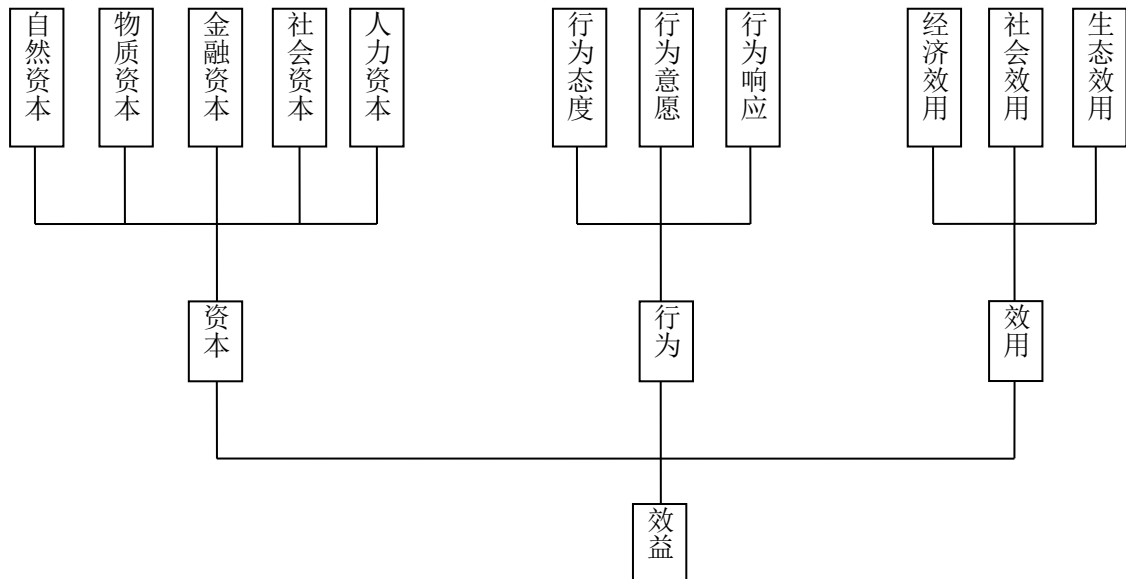 自然资本
物质资本
金融资本
社会资本
人力资本
行为态度
行为意愿
行为响应
经济效用
社会效用
生态效用
资本
行为
效用
效益